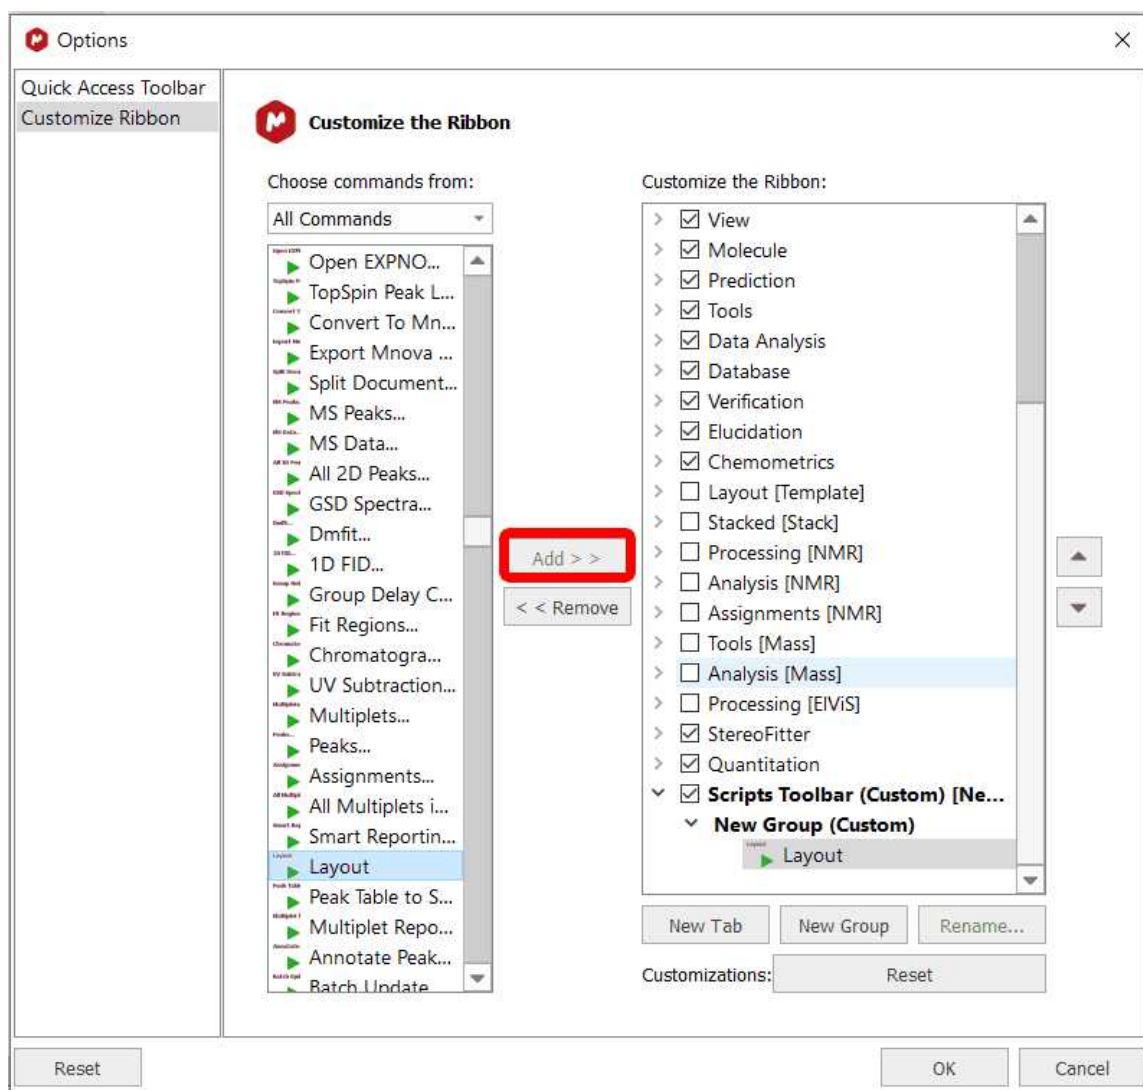 Options
Quick Access Toolbar
Customize Ribbon
Customize the Ribbon
Choose commands from:
All Commands
Open EXPNO...
TopSpin Peak L...
Convert To Mn...
Export Mnova ...
Split Document...
MS Peaks...
MS Data...
All 2D Peaks...
GSD Spectra...
Dmfit...
1D FID...
Group Delay C...
Fit Regions...
Chromatogra...
UV Subtraction...
Multiplets...
Peaks...
Assignments...
All Multiplets i...
Smart Reportin...
Layout
Peak Table to S...
Multiplet Repo...
Annotate Peak...
Batch Update
Add > >
< < Remove
Customize the Ribbon:
View
Molecule
Prediction
Tools
Data Analysis
Database
Verification
Elucidation
Chemometrics
Layout [Template]
Stacked [Stack]
Processing [NMR]
Analysis [NMR]
Assignments [NMR]
Tools [Mass]
Analysis [Mass]
Processing [ElViS]
StereoFitter
Quantitation
Scripts Toolbar (Custom) [Ne...
New Group (Custom)
Layout
New Tab
New Group
Rename...
Customizations:
Reset
Reset
OK
Cancel